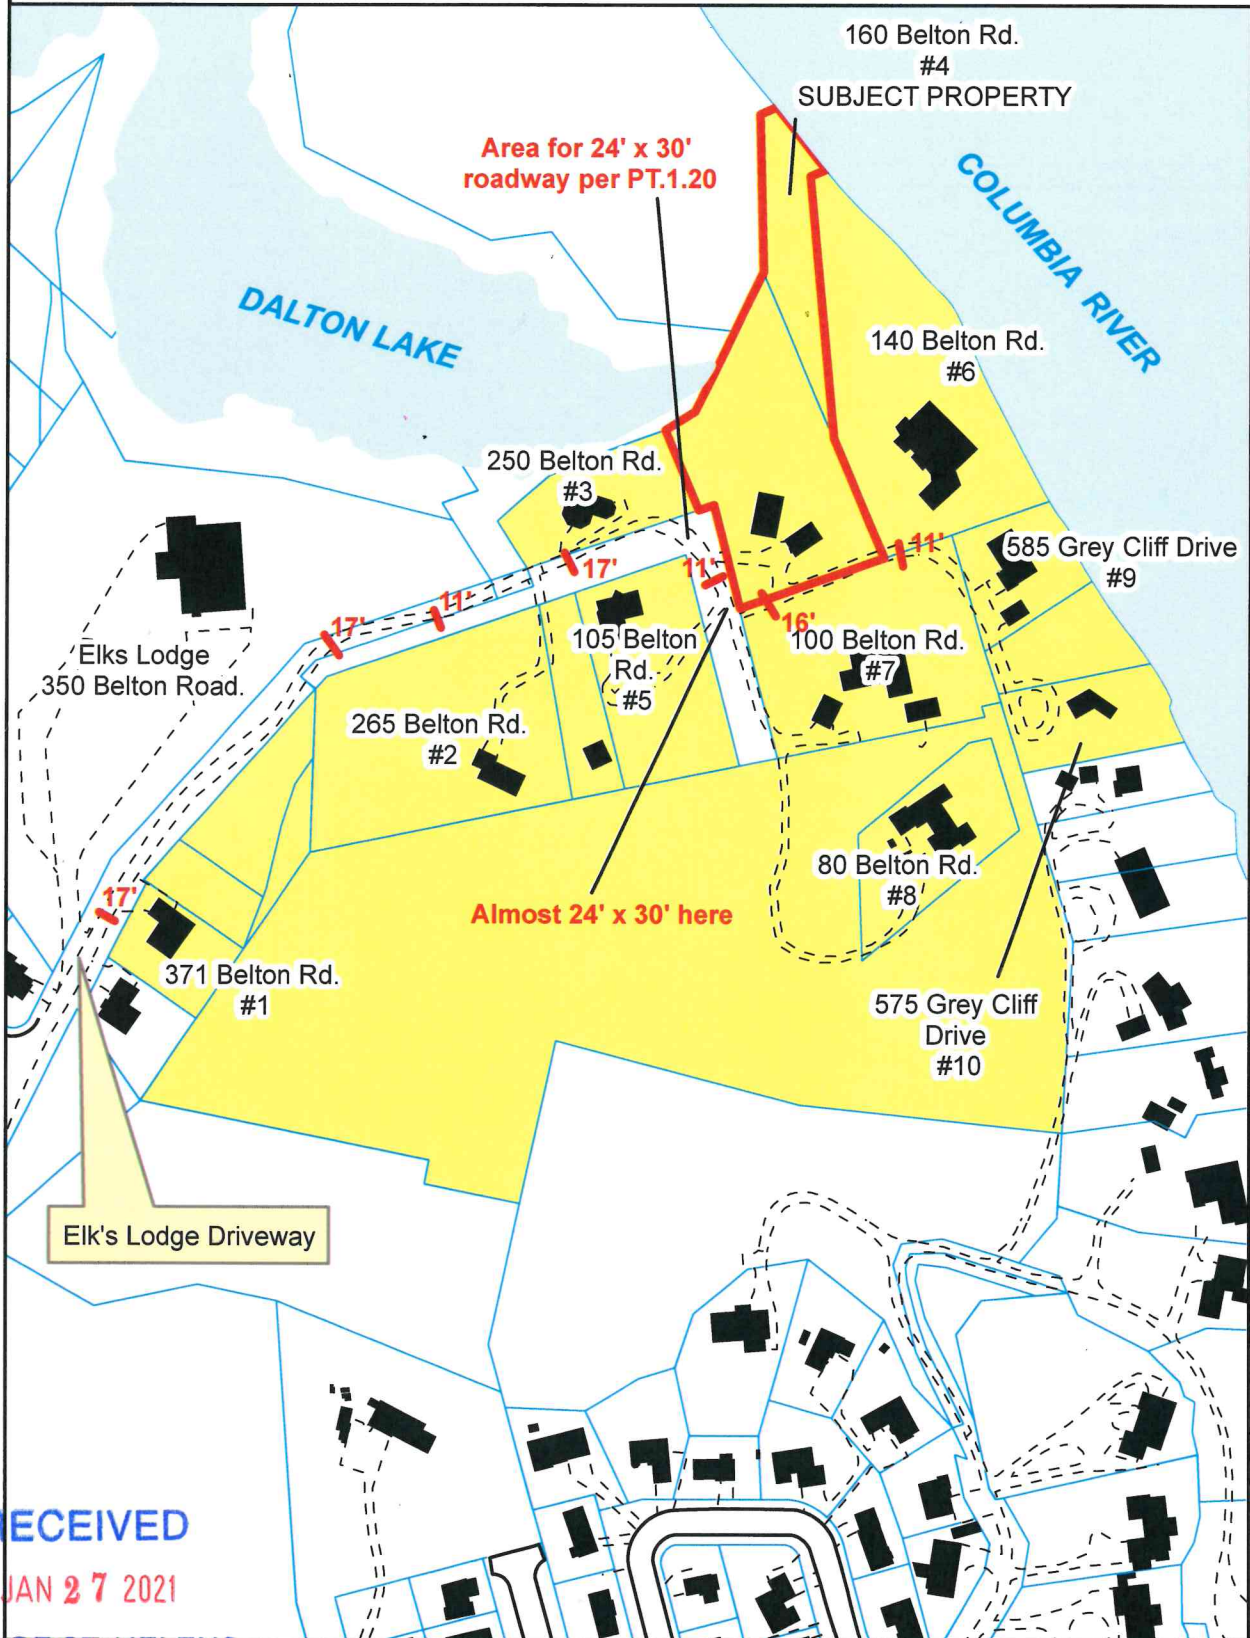 160 Belton Rd.
#4
SUBJECT PROPERTY
Area for 24' x 30'
roadway per PT.1.20
COLUMBIA RIVER
DALTON LAKE
140 Belton Rd.
#6
250 Belton Rd.
#3
585 Grey Cliff Drive
#9
11'
17'
11'
11'
17'
16'
105 Belton
Rd.
#5
100 Belton Rd.
#7
Elks Lodge
350 Belton Road.
265 Belton Rd.
#2
80 Belton Rd.
#8
17'
Almost 24' x 30' here
371 Belton Rd.
#1
575 Grey Cliff
Drive
#10
Elk's Lodge Driveway
ECEIVED
JAN 27 2021